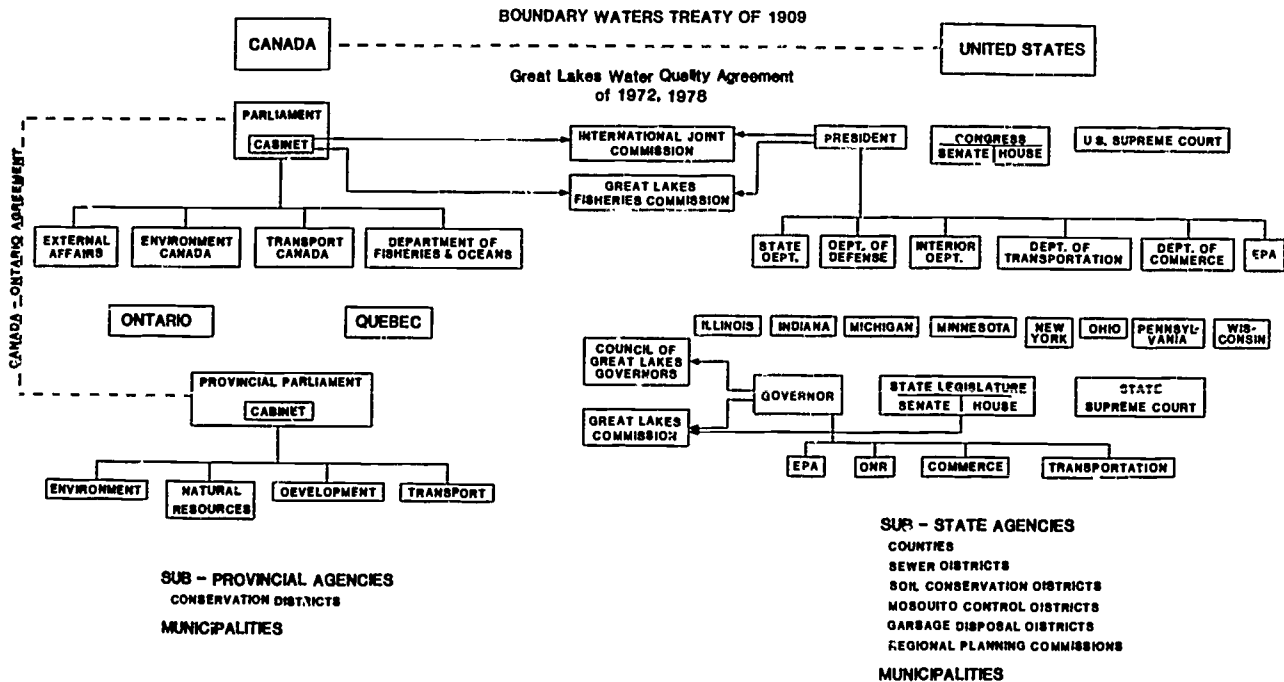 BOUNDARY WATERS TREATY OF 1909
CANADA
UNITED STATES
Great Lakes Water Quality Agreement
of 1972, 1978
CANADA - ONTARIO AGREEMENT
PARLIAMENT
CABINET
INTERNATIONAL JOINT
COMMISSION
PRESIDENT
CONGRESS
SENATE HOUSE
U.S. SUPREME COURT
GREAT LAKES
FISHERIES COMMISSION
EXTERNAL
AFFAIRS
ENVIRONMENT
CANADA
TRANSPORT
CANADA
DEPARTMENT OF
FISHERIES & OCEANS
STATE
DEPT.
DEPT. OF
DEFENSE
INTERIOR
DEPT.
DEPT. OF
TRANSPORTATION
DEPT. OF
COMMERCE
EPA
ONTARIO
QUEBEC
ILLINOIS
INDIANA
MICHIGAN
MINNESOTA
NEW
YORK
OHIO
PENNSYL-
VANIA
WIS-
CONSIN
COUNCIL OF
GREAT LAKES
GOVERNORS
PROVINCIAL PARLIAMENT
CABINET
GOVERNOR
STATE LEGISLATURE
SENATE HOUSE
STATE
SUPREME COURT
GREAT LAKES
COMMISSION
EPA
DNR
COMMERCE
TRANSPORTATION
ENVIRONMENT
NATURAL
RESOURCES
DEVELOPMENT
TRANSPORT
SUB - PROVINCIAL AGENCIES
CONSERVATION DISTRICTS
MUNICIPALITIES
SUB - STATE AGENCIES
COUNTIES
SEWER DISTRICTS
SOIL CONSERVATION DISTRICTS
MOSQUITO CONTROL DISTRICTS
GARBAGE DISPOSAL DISTRICTS
REGIONAL PLANNING COMMISSIONS
MUNICIPALITIES